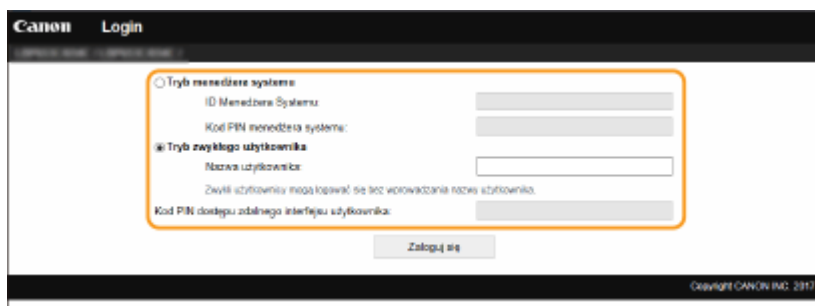 Canon Login
Tryb menedżera systemu
ID Menedżera Systemu:
Kod PIN menedżera systemu:
Tryb zwykłego użytkownika
Nazwa użytkownika:
Zwykli użytkownicy mogą logować się bez wprowadzania nazwy użytkownika.
Kod PIN dostępu zdalnego interfejsu użytkownika:
Zaloguj się
Copyright CANON INC. 2017